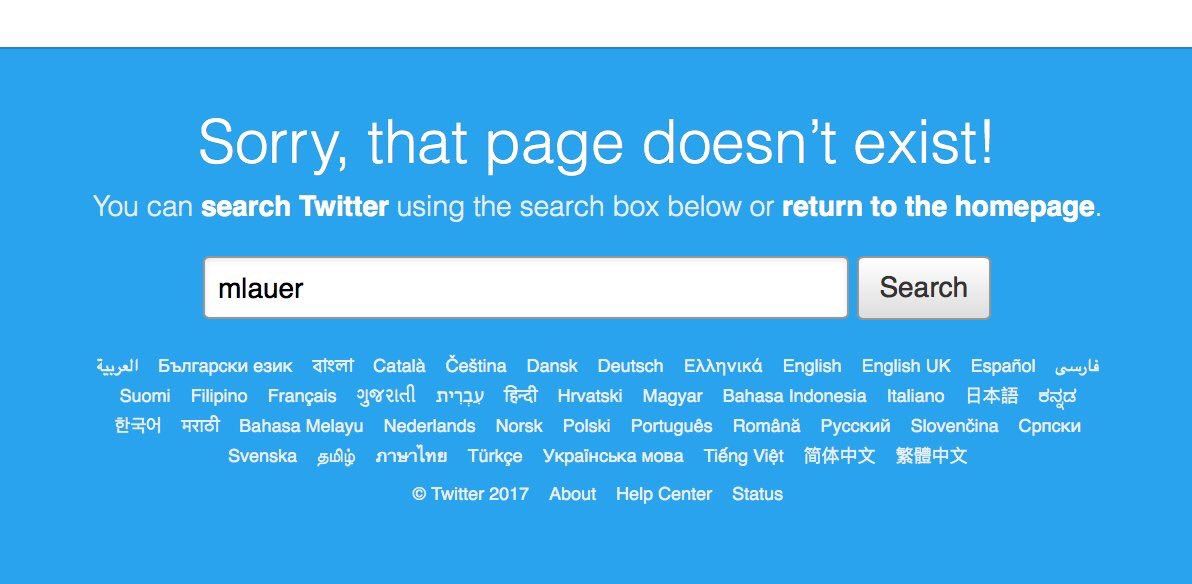 Sorry, that page doesn’t exist!
You can search Twitter using the search box below or return to the homepage.
mlauer Search
العربية Български език বাংলা Català Čeština Dansk Deutsch Ελληνικά English English UK Español فارسی
Suomi Filipino Français ગુજરાતી עִבְרִית हिन्दी Hrvatski Magyar Bahasa Indonesia Italiano 日本語 ಕನ್ನಡ
한국어 मराठी Bahasa Melayu Nederlands Norsk Polski Português Română Русский Slovenčina Српски
Svenska தமிழ் ภาษาไทย Türkçe Українська мова Tiếng Việt 简体中文 繁體中文
© Twitter 2017 About Help Center Status